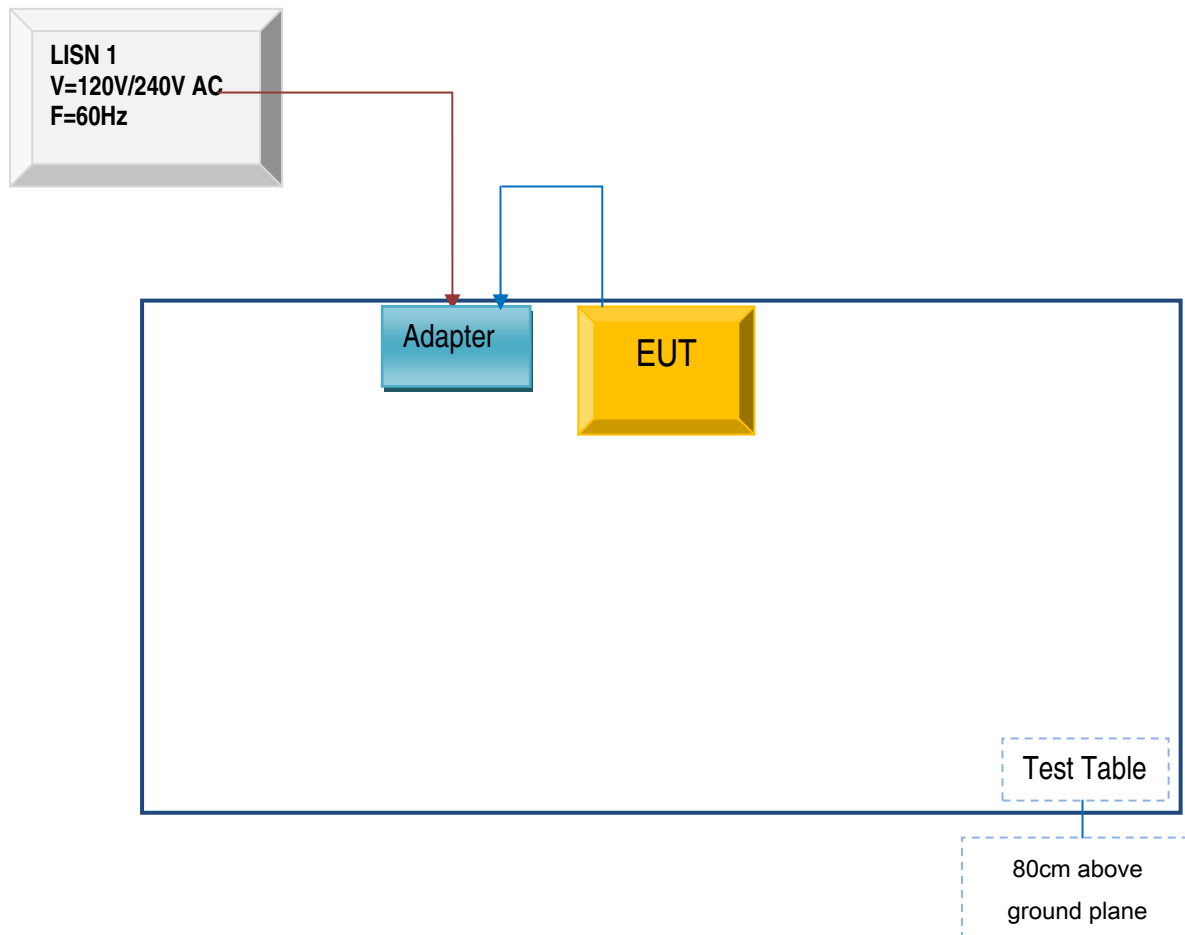 LISN 1
V=120V/240V AC
F=60Hz
Adapter
EUT
Test Table
80cm above
ground plane